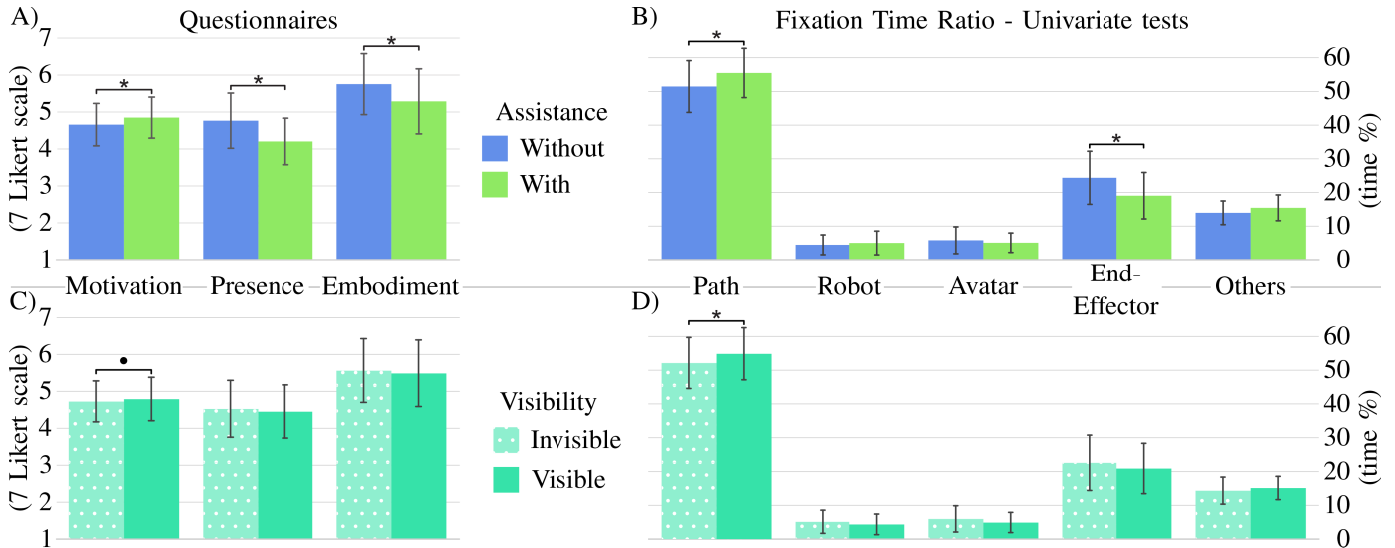 A)
Questionnaires
7
6
5
4
3
2
1
(7 Likert scale)
*
*
*
Assistance
Without
With
B)
Fixation Time Ratio - Univariate tests
*
*
60
50
40
30
20
10
0
(time %)
Motivation
Presence
Embodiment
Path
Robot
Avatar
End-
Effector
Others
C)
7
6
5
4
3
2
1
(7 Likert scale)
•
Visibility
Invisible
Visible
D)
*
60
50
40
30
20
10
0
(time %)